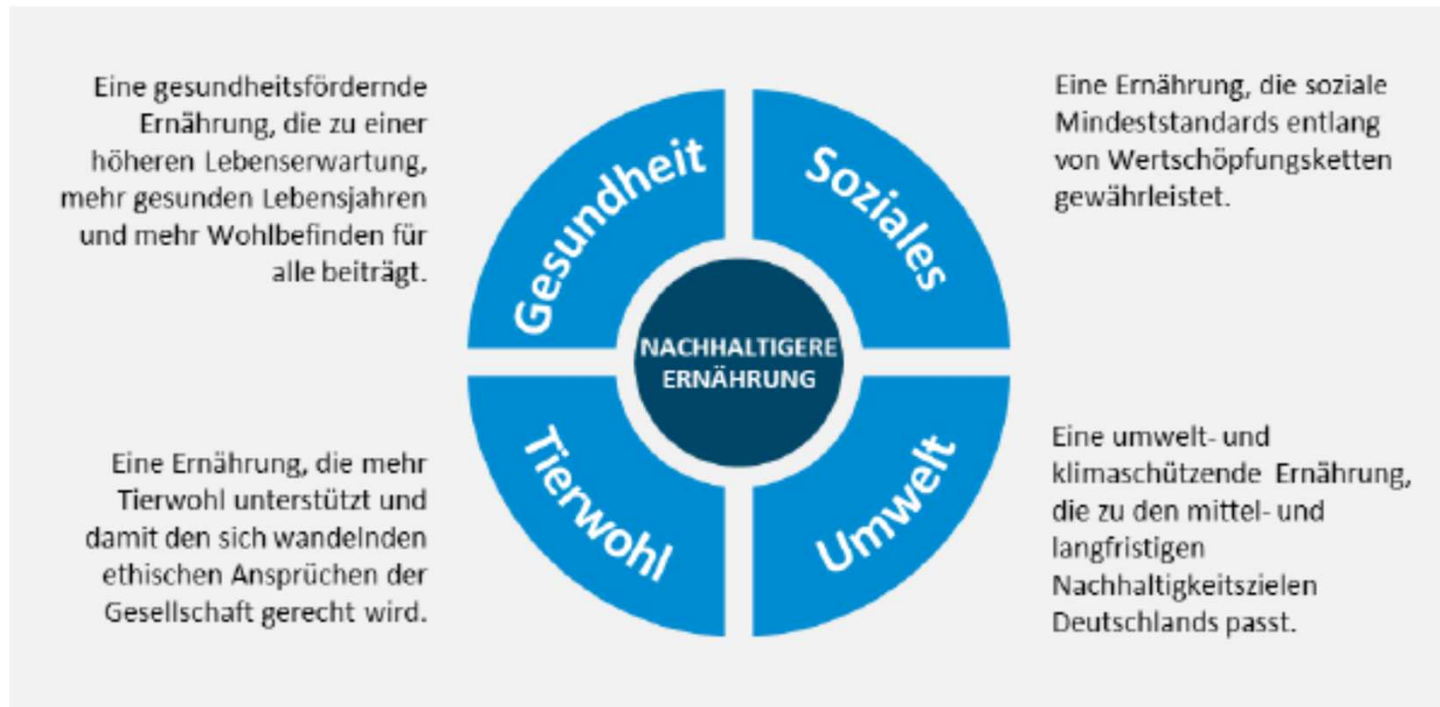 Eine gesundheitsfördernde
Ernährung, die zu einer
höheren Lebenserwartung,
mehr gesunden Lebensjahren
und mehr Wohlbefinden für
alle beiträgt.
Gesundheit
Soziales
Eine Ernährung, die soziale
Mindeststandards entlang
von Wertschöpfungsketten
gewährleistet.
NACHHALTIGERE
ERNÄHRUNG
Eine Ernährung, die mehr
Tierwohl unterstützt und
damit den sich wandelnden
ethischen Ansprüchen der
Gesellschaft gerecht wird.
Tierwohl
Umwelt
Eine umwelt- und
klimaschützende Ernährung,
die zu den mittel- und
langfristigen
Nachhaltigkeitszielen
Deutschlands passt.